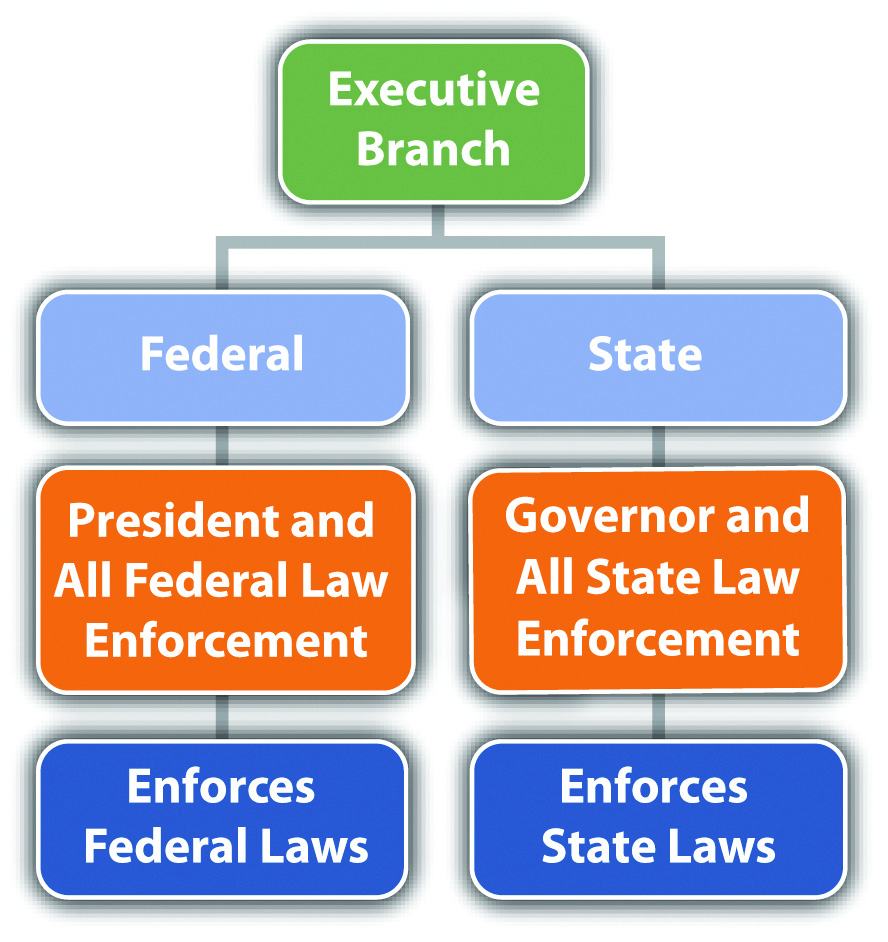 Executive
Branch
Federal
State
President and
All Federal Law
Enforcement
Governor and
All State Law
Enforcement
Enforces
Federal Laws
Enforces
State Laws